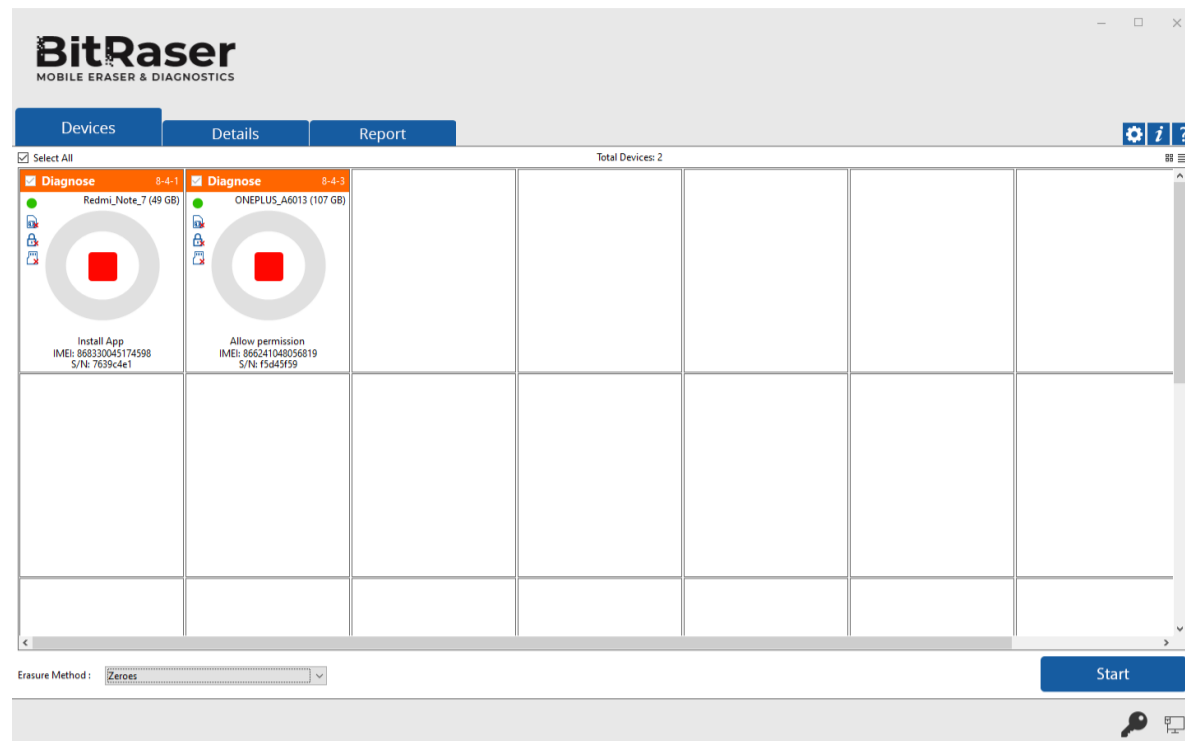 BitRaser
MOBILE ERASER & DIAGNOSTICS
Devices
Details
Report
Select All
Total Devices: 2
Diagnose 8-4-1
Redmi_Note_7 (49 GB)
Install App
IMEI: 868330045174598
S/N: 7639c4e1
Diagnose 8-4-3
ONEPLUS_A6013 (107 GB)
Allow permission
IMEI: 866241048056819
S/N: f5d45f59
Erasure Method :
Zeroes
Start